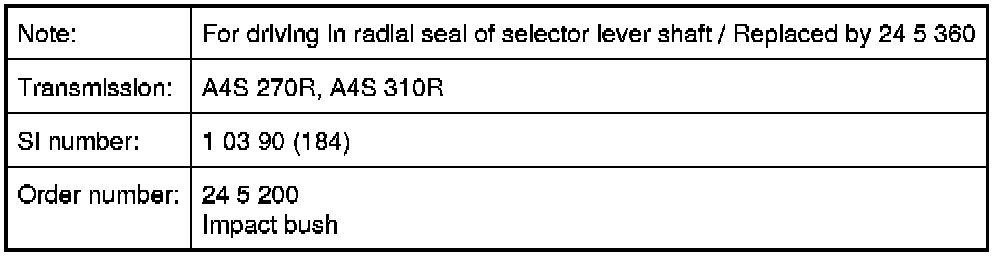 Note: For driving in radial seal of selector lever shaft / Replaced by 24 5 360
Transmission: A4S 270R, A4S 310R
SI number: 1 03 90 (184)
Order number: 24 5 200
Impact bush